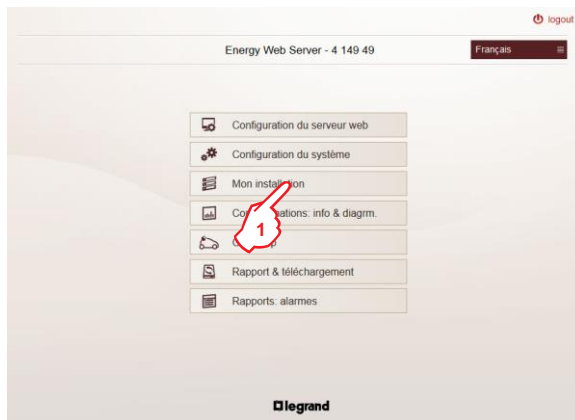 logout
Energy Web Server - 4 149 49
Français
Configuration du serveur web
Configuration du système
Mon installation
: info & diagrm.
1
Rapport & téléchargement
Rapports: alarmes
legrand